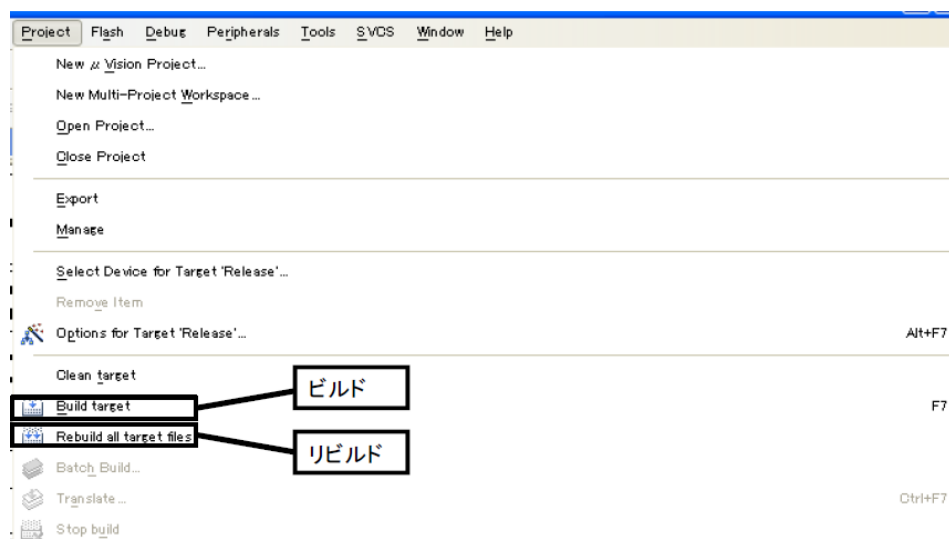 Project Flash Debug Peripherals Tools SVCS Window Help
New μ Vision Project...
New Multi-Project Workspace...
Open Project...
Close Project
Export
Manage
Select Device for Target 'Release'...
Remove Item
Options for Target 'Release'... Alt+F7
Clean target
ビルド
Build target F7
Rebuild all target files
リビルド
Batch Build...
Translate... Ctrl+F7
Stop build